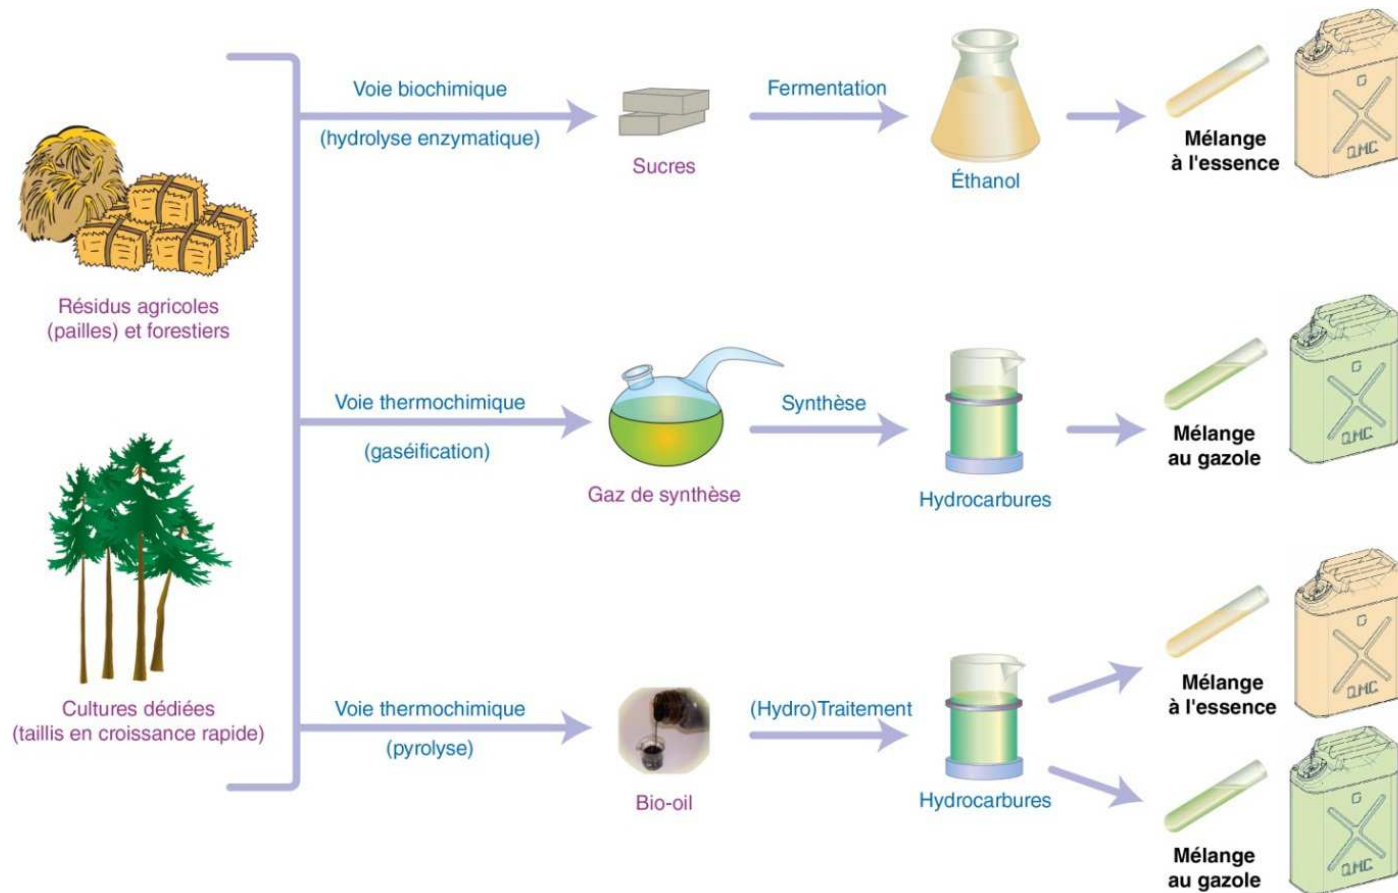 Voie biochimique
(hydrolyse enzymatique)
Sucres
Fermentation
Éthanol
Mélange
à l'essence
G
Q.M.C.
Résidus agricoles
(pailles) et forestiers
Voie thermochimique
(gaséification)
Gaz de synthèse
Synthèse
Hydrocarbures
Mélange
au gazole
G
Q.M.C.
Cultures dédiées
(taillis en croissance rapide)
Voie thermochimique
(pyrolyse)
Bio-oil
(Hydro)Traitement
Hydrocarbures
Mélange
à l'essence
G
Q.M.C.
Mélange
au gazole
G
Q.M.C.